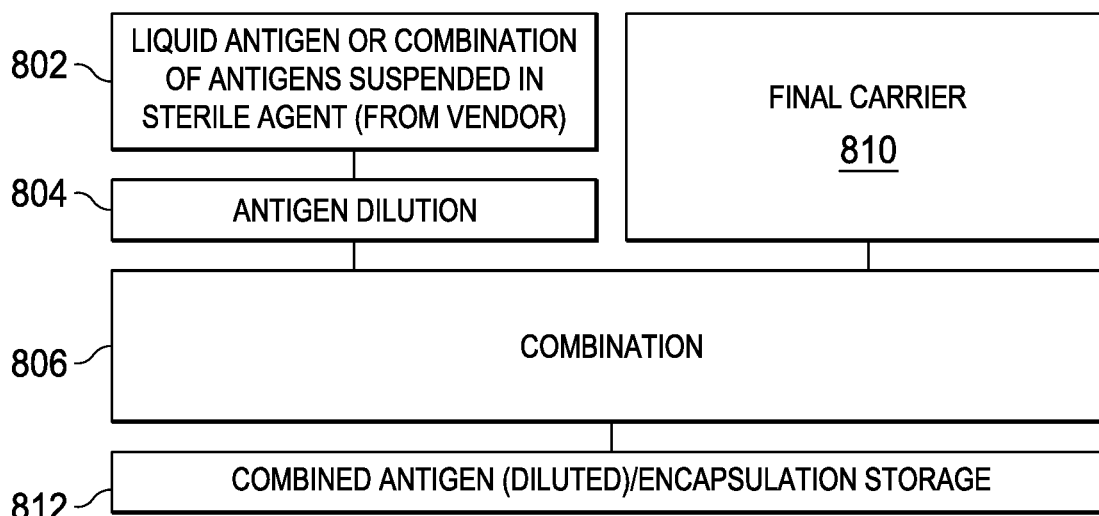 802
LIQUID ANTIGEN OR COMBINATION
OF ANTIGENS SUSPENDED IN
STERILE AGENT (FROM VENDOR)
FINAL CARRIER
810
804
ANTIGEN DILUTION
806
COMBINATION
812
COMBINED ANTIGEN (DILUTED)/ENCAPSULATION STORAGE